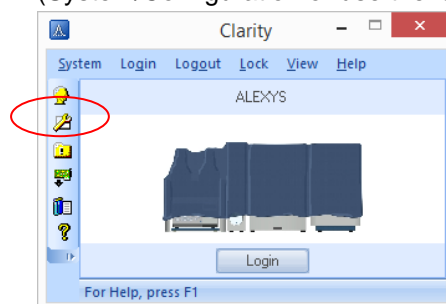 Clarity
System Login Logout Lock View Help
ALEXYS
Login
For Help, press F1